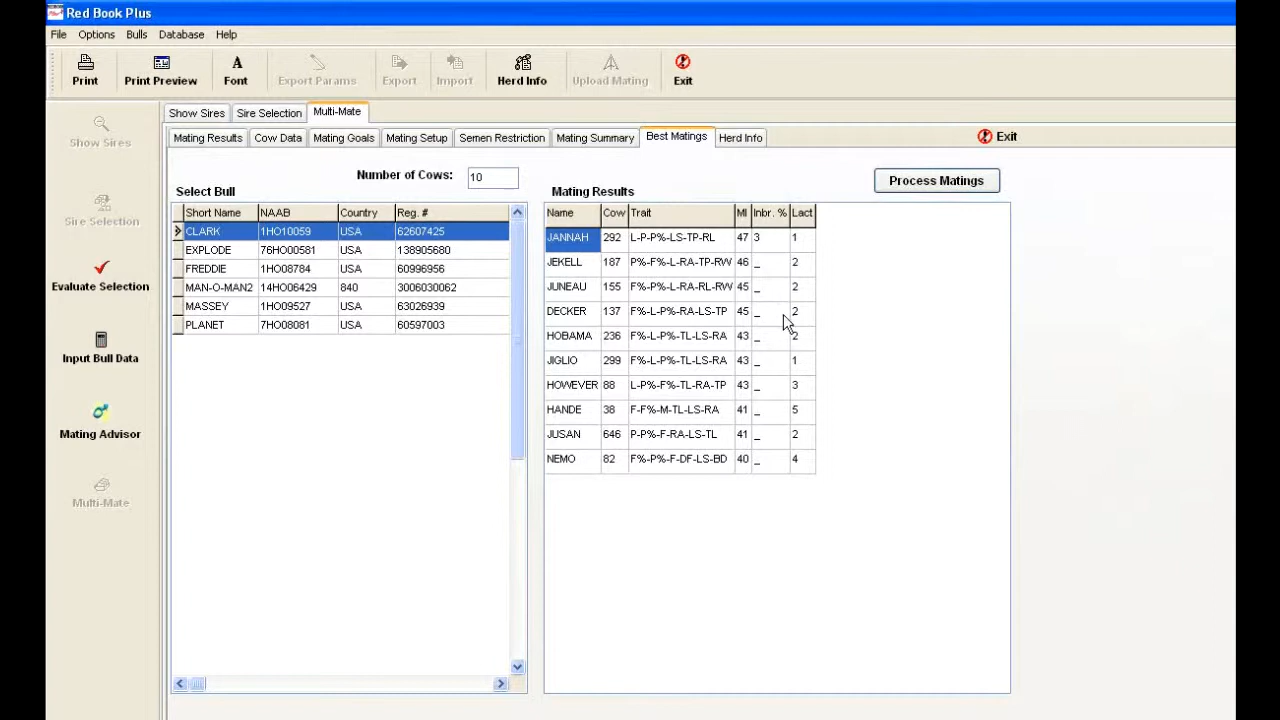 Red Book Plus
File Options Bulls Database Help
Print Print Preview Font Export Params Export Import Herd Info Upload Mating Exit
Show Sires Sire Selection Multi-Mate
Mating Results Cow Data Mating Goals Mating Setup Semen Restriction Mating Summary Best Matings Herd Info Exit
Show Sires
Sire Selection
Evaluate Selection
Input Bull Data
Mating Advisor
Multi-Mate
Number of Cows: 10
Select Bull
Short Name NAAB Country Reg. #
CLARK 1HO10059 USA 62607425
EXPLODE 76HO00581 USA 138905680
FREDDIE 1HO08784 USA 60996956
MAN-O-MAN2 14HO06429 840 3006030062
MASSEY 1HO09527 USA 63026939
PLANET 7HO08081 USA 60597003
Mating Results
Process Matings
Name Cow Trait MI Inbr. % Lact
JANNAH 292 L-P-P%-LS-TP-RL 47 3 1
JEKELL 187 P%-F%-L-RA-TP-RW 46 _ 2
JUNEAU 155 F%-P%-L-RA-RL-RW 45 _ 2
DECKER 137 F%-L-P%-RA-LS-TP 45 _ 2
HOBAMA 236 F%-L-P%-TL-LS-RA 43 _ 2
JIGLIO 299 F%-L-P%-TL-LS-RA 43 _ 1
HOWEVER 88 L-P%-F%-TL-RA-TP 43 _ 3
HANDE 38 F-F%-M-TL-LS-RA 41 _ 5
JUSAN 646 P-P%-F-RA-LS-TL 41 _ 2
NEMO 82 F%-P%-F-DF-LS-BD 40 _ 4